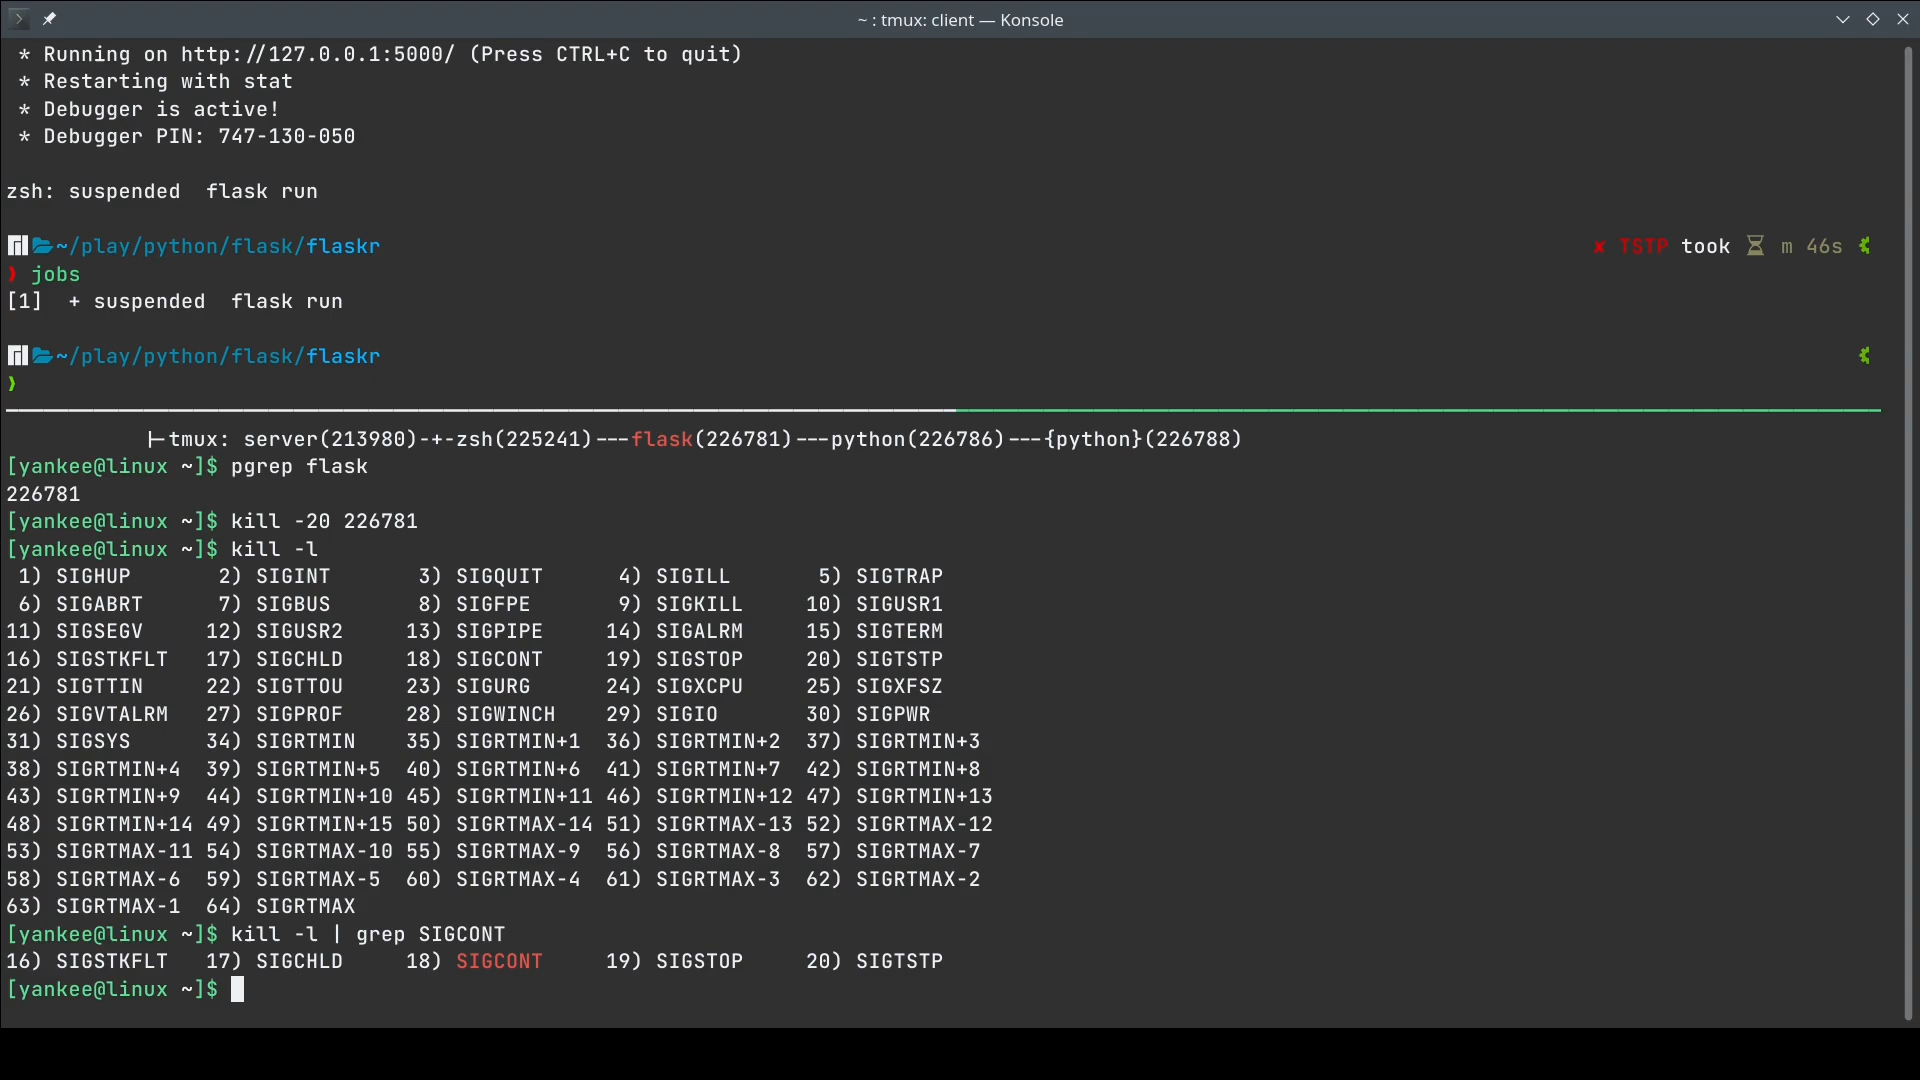 ~ : tmux: client — Konsole
* Running on http://127.0.0.1:5000/ (Press CTRL+C to quit)
* Restarting with stat
* Debugger is active!
* Debugger PIN: 747-130-050
zsh: suspended  flask run
~/play/python/flask/flaskr ✘ TSTP took m 46s
❱ jobs
[1]  + suspended  flask run
~/play/python/flask/flaskr
❱
├─tmux: server(213980)-+-zsh(225241)---flask(226781)---python(226786)---{python}(226788)
[yankee@linux ~]$ pgrep flask
226781
[yankee@linux ~]$ kill -20 226781
[yankee@linux ~]$ kill -l
1) SIGHUP 2) SIGINT 3) SIGQUIT 4) SIGILL 5) SIGTRAP
6) SIGABRT 7) SIGBUS 8) SIGFPE 9) SIGKILL 10) SIGUSR1
11) SIGSEGV 12) SIGUSR2 13) SIGPIPE 14) SIGALRM 15) SIGTERM
16) SIGSTKFLT 17) SIGCHLD 18) SIGCONT 19) SIGSTOP 20) SIGTSTP
21) SIGTTIN 22) SIGTTOU 23) SIGURG 24) SIGXCPU 25) SIGXFSZ
26) SIGVTALRM 27) SIGPROF 28) SIGWINCH 29) SIGIO 30) SIGPWR
31) SIGSYS 34) SIGRTMIN 35) SIGRTMIN+1 36) SIGRTMIN+2 37) SIGRTMIN+3
38) SIGRTMIN+4 39) SIGRTMIN+5 40) SIGRTMIN+6 41) SIGRTMIN+7 42) SIGRTMIN+8
43) SIGRTMIN+9 44) SIGRTMIN+10 45) SIGRTMIN+11 46) SIGRTMIN+12 47) SIGRTMIN+13
48) SIGRTMIN+14 49) SIGRTMIN+15 50) SIGRTMAX-14 51) SIGRTMAX-13 52) SIGRTMAX-12
53) SIGRTMAX-11 54) SIGRTMAX-10 55) SIGRTMAX-9 56) SIGRTMAX-8 57) SIGRTMAX-7
58) SIGRTMAX-6 59) SIGRTMAX-5 60) SIGRTMAX-4 61) SIGRTMAX-3 62) SIGRTMAX-2
63) SIGRTMAX-1 64) SIGRTMAX
[yankee@linux ~]$ kill -l | grep SIGCONT
16) SIGSTKFLT 17) SIGCHLD 18) SIGCONT 19) SIGSTOP 20) SIGTSTP
[yankee@linux ~]$